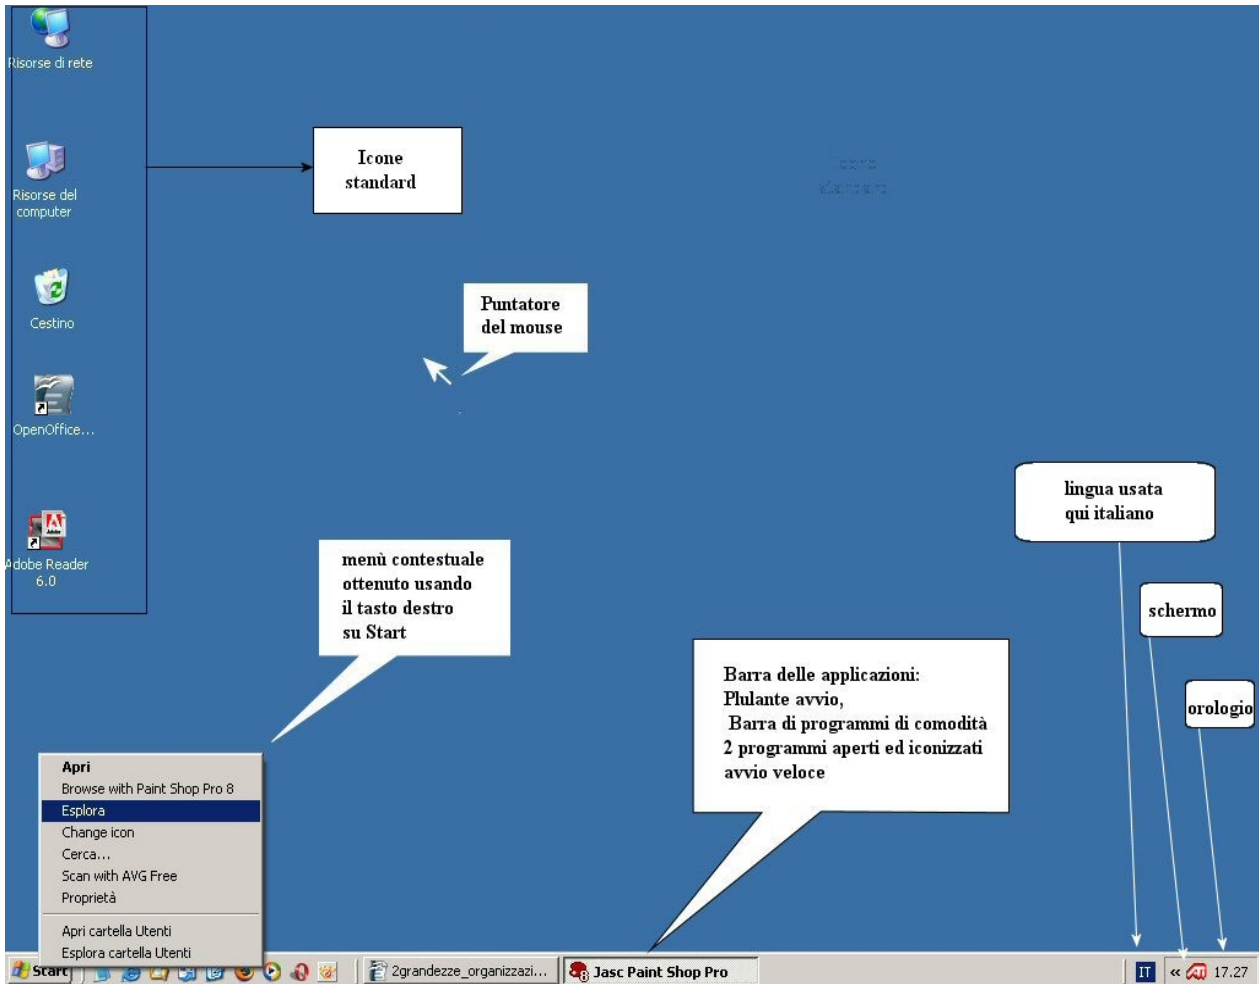 Risorse di rete
Icone
standard
Risorse del
computer
Puntatore
del mouse
Cestino
OpenOffice...
lingua usata
qui italiano
Adobe Reader
6.0
menù contestuale
ottenuto usando
il tasto destro
su Start
schermo
Barra delle applicazioni:
Plulante avvio,
Barra di programmi di comodità
2 programmi aperti ed iconizzati
avvio veloce
orologio
Apri
Browse with Paint Shop Pro 8
Esplora
Change icon
Cerca...
Scan with AVG Free
Proprietà
Apri cartella Utenti
Esplora cartella Utenti
Start
2grandezze_organizzazi...
Jasc Paint Shop Pro
IT
« ATI 17.27